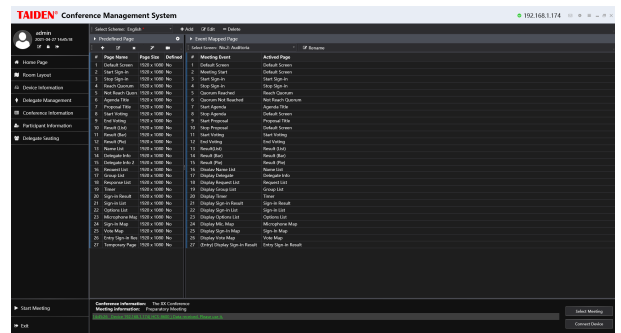 TAIDEN® Conference Management System
192.168.1.174
admin
2021-04-27 16:45:18
Home Page
Room Layout
Device Information
Delegate Management
Conference Information
Participant Information
Delegate Seating
Start Meeting
Exit
Select Scheme: English
Add Edit Delete
Predefined Page
# Page Name Page Size Defined
1 Default Screen 1920 x 1080 No
2 Start Sign-in 1920 x 1080 No
3 Stop Sign-in 1920 x 1080 No
4 Reach Quorum 1920 x 1080 No
5 Not Reach Quon 1920 x 1080 No
6 Agenda Title 1920 x 1080 No
7 Proposal Title 1920 x 1080 No
8 Start Voting 1920 x 1080 No
9 End Voting 1920 x 1080 No
10 Result (List) 1920 x 1080 No
11 Result (Bar) 1920 x 1080 No
12 Result (Pie) 1920 x 1080 No
13 Name List 1920 x 1080 No
14 Delegate Info 1920 x 1080 No
15 Delegate Info 2 1920 x 1080 No
16 Request List 1920 x 1080 No
17 Group List 1920 x 1080 No
18 Response List 1920 x 1080 No
19 Timer 1920 x 1080 No
20 Sign-in Result 1920 x 1080 No
21 Sign-in List 1920 x 1080 No
22 Options List 1920 x 1080 No
23 Microphone Map 1920 x 1080 No
24 Sign-in Map 1920 x 1080 No
25 Vote Map 1920 x 1080 No
26 Entry Sign-in Res 1920 x 1080 No
27 Temporary Page 1920 x 1080 No
Event Mapped Page
Select Screen: No.2: Auditoria
Rename
# Meeting Event Actived Page
1 Default Screen Default Screen
2 Meeting Start Default Screen
3 Start Sign-in Start Sign-in
4 Stop Sign-in Stop Sign-in
5 Quorum Reached Reach Quorum
6 Quorum Not Reached Not Reach Quorum
7 Start Agenda Agenda Title
8 Stop Agenda Default Screen
9 Start Proposal Proposal Title
10 Stop Proposal Default Screen
11 Start Voting Start Voting
12 End Voting End Voting
13 Result(List) Result (List)
14 Result (Bar) Result (Bar)
15 Result (Pie) Result (Pie)
16 Display Name List Name List
17 Display Delegate Delegate Info
18 Display Request List Request List
19 Display Group List Group List
20 Display Timer Timer
21 Display Sign-in Result Sign-in Result
22 Display Sign-in List Sign-in List
23 Display Options List Options List
24 Display Mic. Map Microphone Map
25 Display Sign-in Map Sign-in Map
26 Display Vote Map Vote Map
27 (Entry) Display Sign-in Result Entry Sign-in Result
Conference information: The XX Conference
Meeting information: Preparatory Meeting
Select Meeting
Connect Device